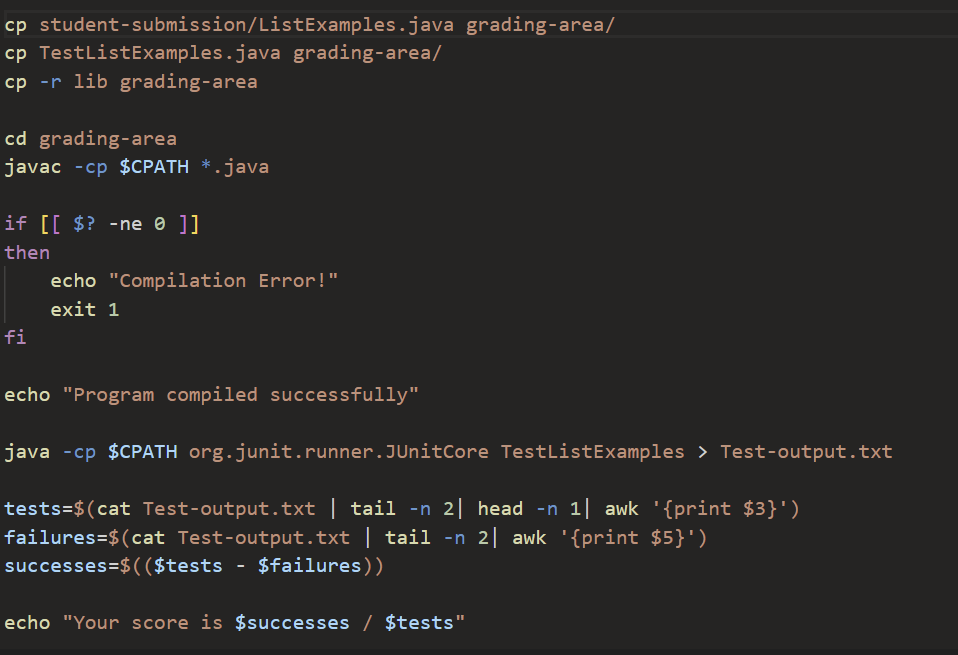 cp student-submission/ListExamples.java grading-area/
cp TestListExamples.java grading-area/
cp -r lib grading-area
cd grading-area
javac -cp $CPATH *.java
if [[ $? -ne 0 ]]
then
    echo "Compilation Error!"
    exit 1
fi
echo "Program compiled successfully"
java -cp $CPATH org.junit.runner.JUnitCore TestListExamples > Test-output.txt
tests=$(cat Test-output.txt | tail -n 2| head -n 1| awk '{print $3}')
failures=$(cat Test-output.txt | tail -n 2| awk '{print $5}')
successes=$(($tests - $failures))
echo "Your score is $successes / $tests"